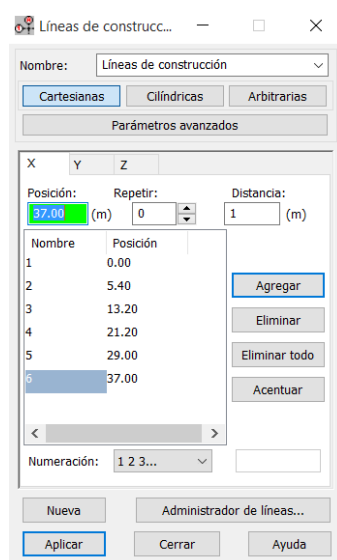 Líneas de construcc...
Nombre: Líneas de construcción
Cartesianas Cilíndricas Arbitrarias
Parámetros avanzados
X Y Z
Posición: Repetir: Distancia:
37.00 (m) 0 1 (m)
Nombre Posición
1 0.00
2 5.40
3 13.20
4 21.20
5 29.00
6 37.00
Agregar
Eliminar
Eliminar todo
Acentuar
Numeración: 1 2 3...
Nueva Administrador de líneas...
Aplicar Cerrar Ayuda